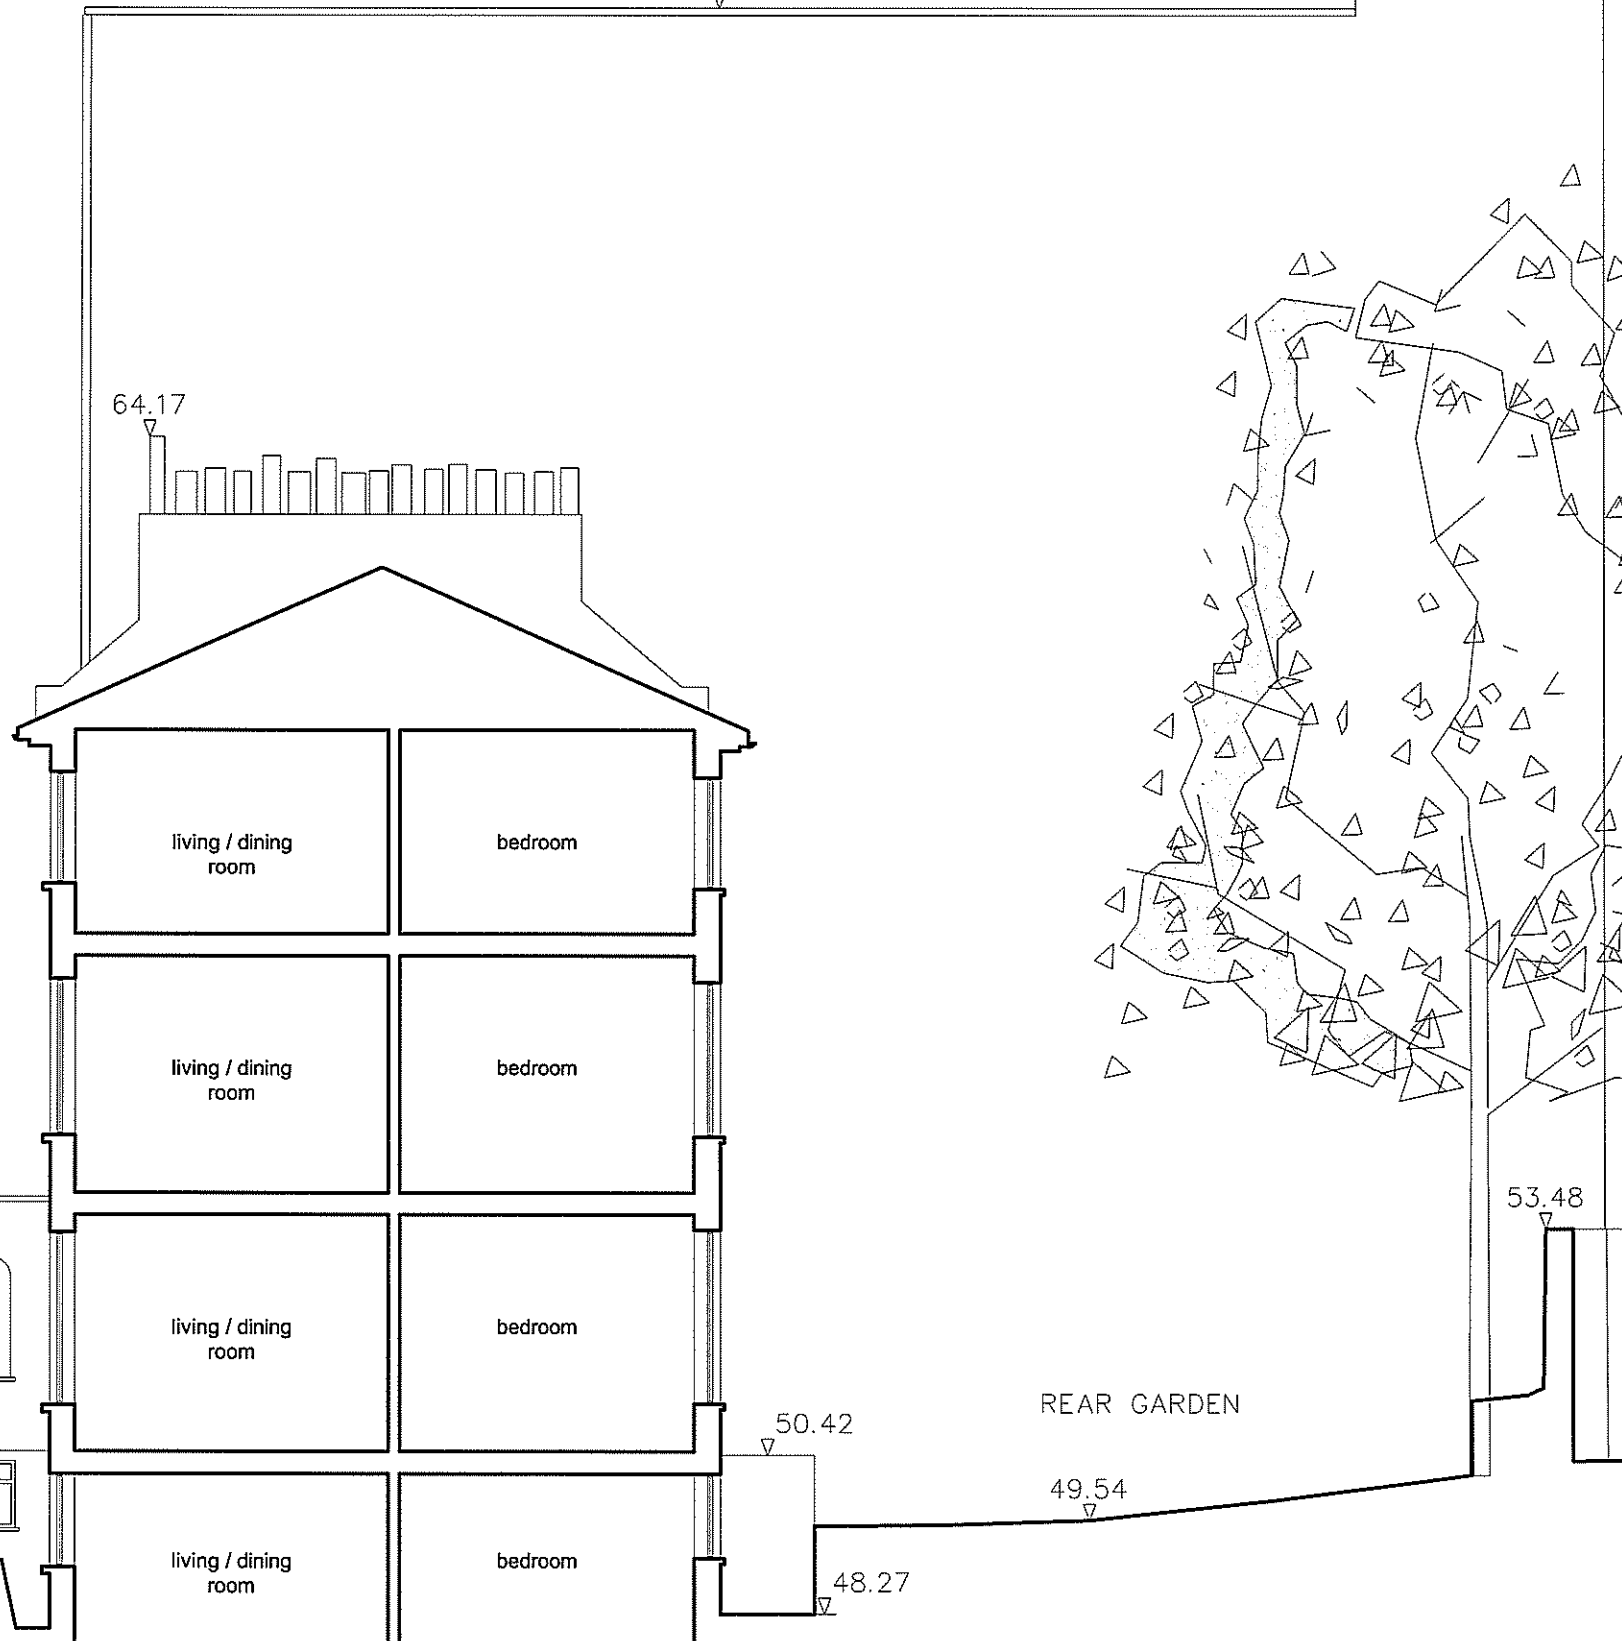 64.17
living / dining
room
bedroom
living / dining
room
bedroom
53.48
living / dining
room
bedroom
REAR GARDEN
50.42
49.54
living / dining
room
bedroom
48.27